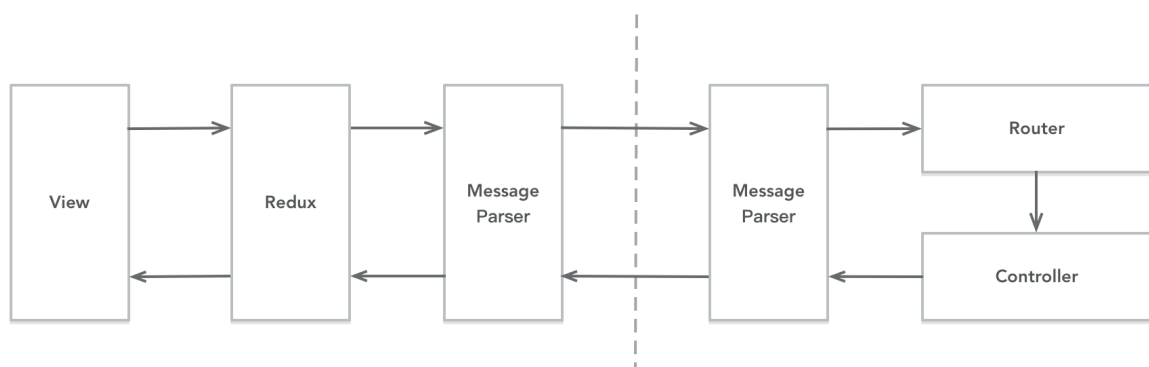 View
Redux
Message
Parser
Message
Parser
Router
Controller